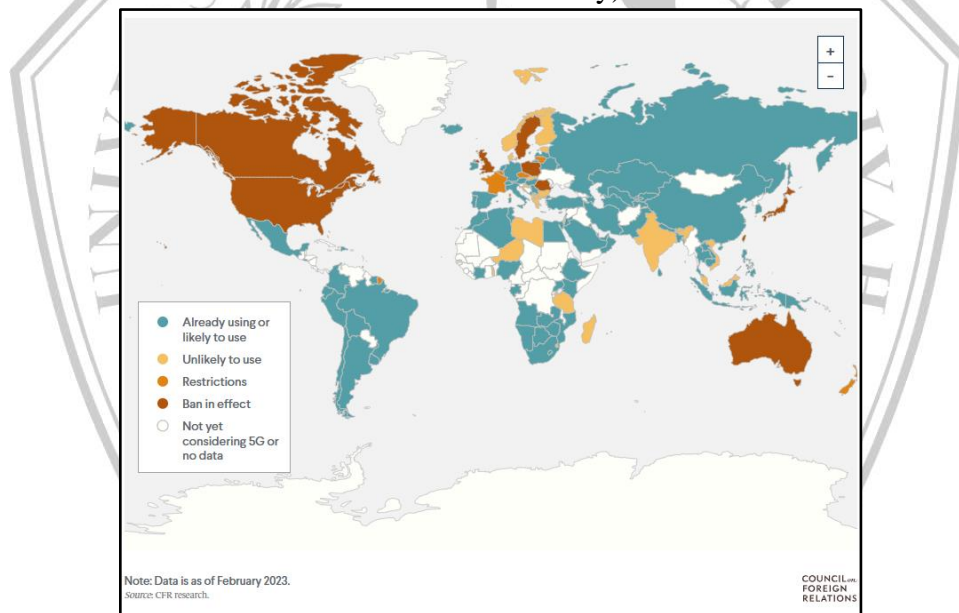 +
-
Already using or
likely to use
Unlikely to use
Restrictions
Ban in effect
Not yet
considering 5G or
no data
Note: Data is as of February 2023.
Source: CFR research.
COUNCIL on
FOREIGN
RELATIONS